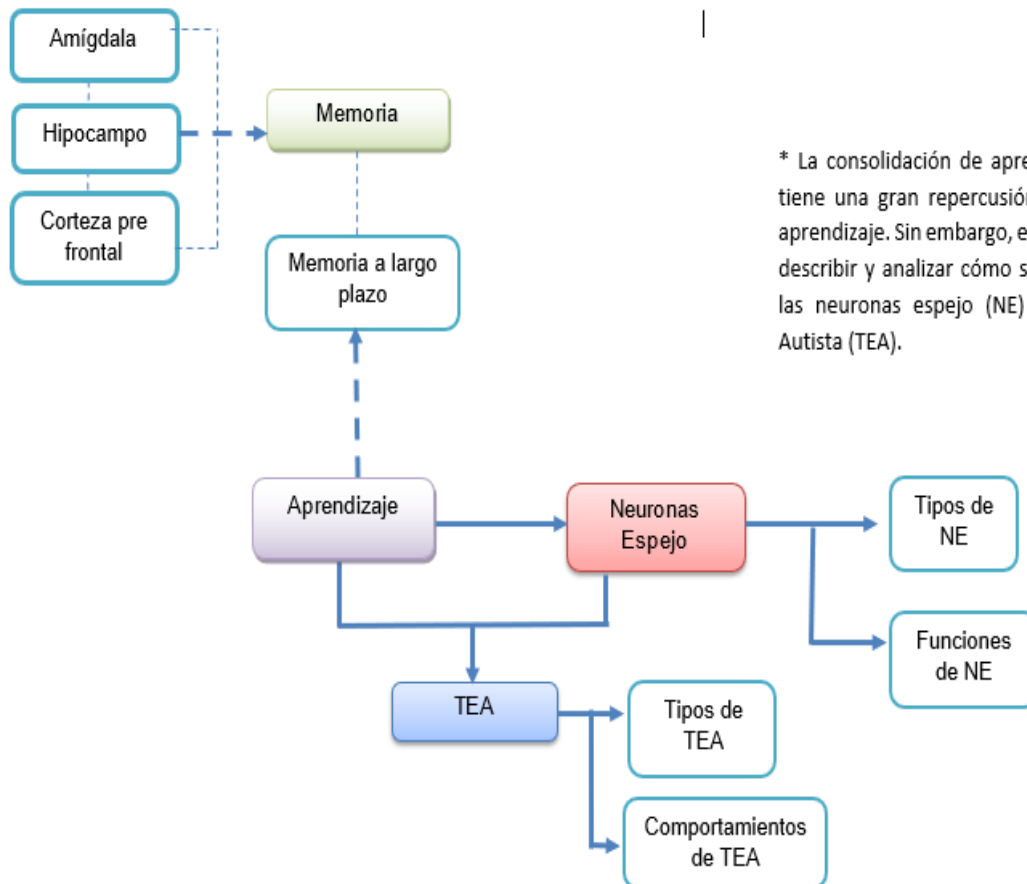 Amígdala
Hipocampo
Corteza pre
frontal
Memoria
Memoria a largo
plazo
* La consolidación de apre
tiene una gran repercusión
aprendizaje. Sin embargo, e
describir y analizar cómo s
las neuronas espejo (NE)
Autista (TEA).
Aprendizaje
Neuronas
Espejo
Tipos de
NE
Funciones
de NE
TEA
Tipos de
TEA
Comportamientos
de TEA